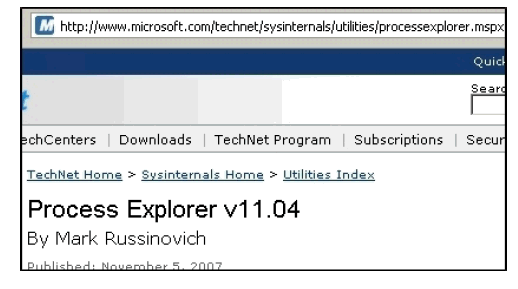 http://www.microsoft.com/technet/sysinternals/utilities/processexplorer.mspx
Quick
Searc
echCenters | Downloads | TechNet Program | Subscriptions | Secur
TechNet Home > Sysinternals Home > Utilities Index
Process Explorer v11.04
By Mark Russinovich
Published: November 5, 2007